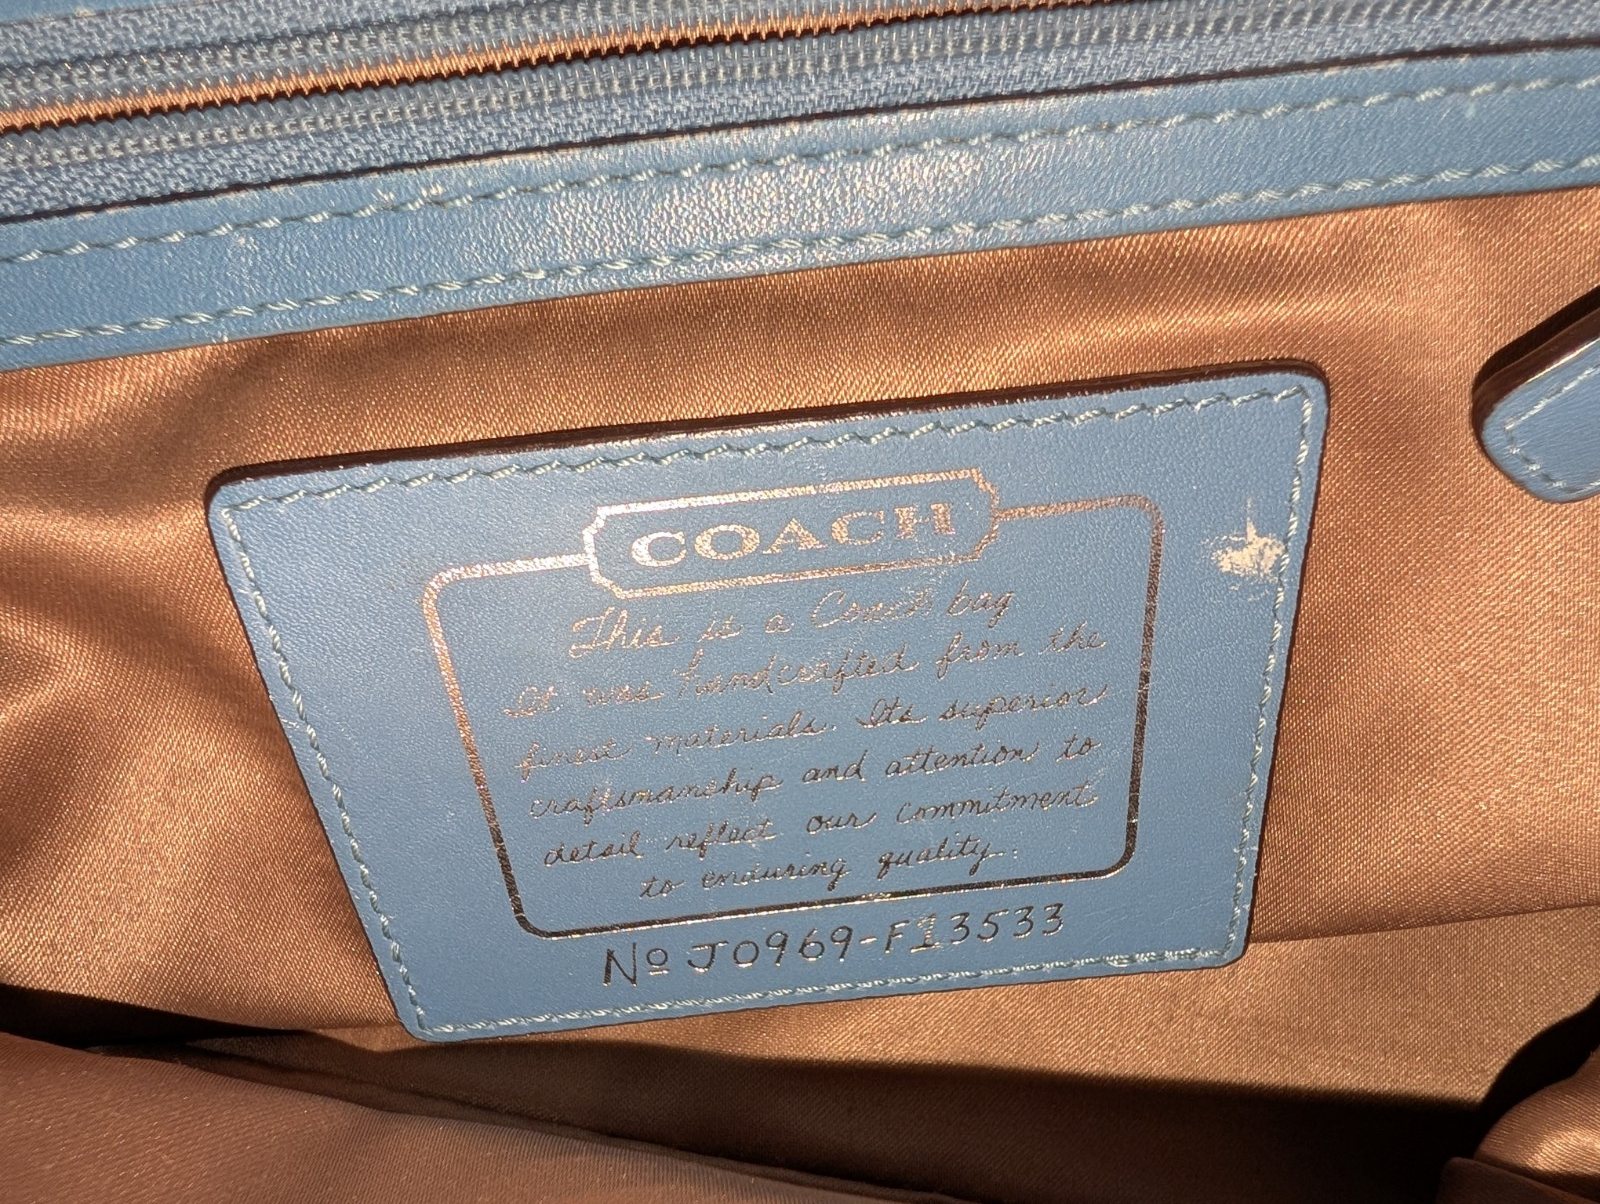 COACH
This is a Coach bag
It was handcrafted from the
finest materials. Its superior
craftsmanship and attention to
detail reflect our commitment
to enduring quality.
Nº J0969-F13533